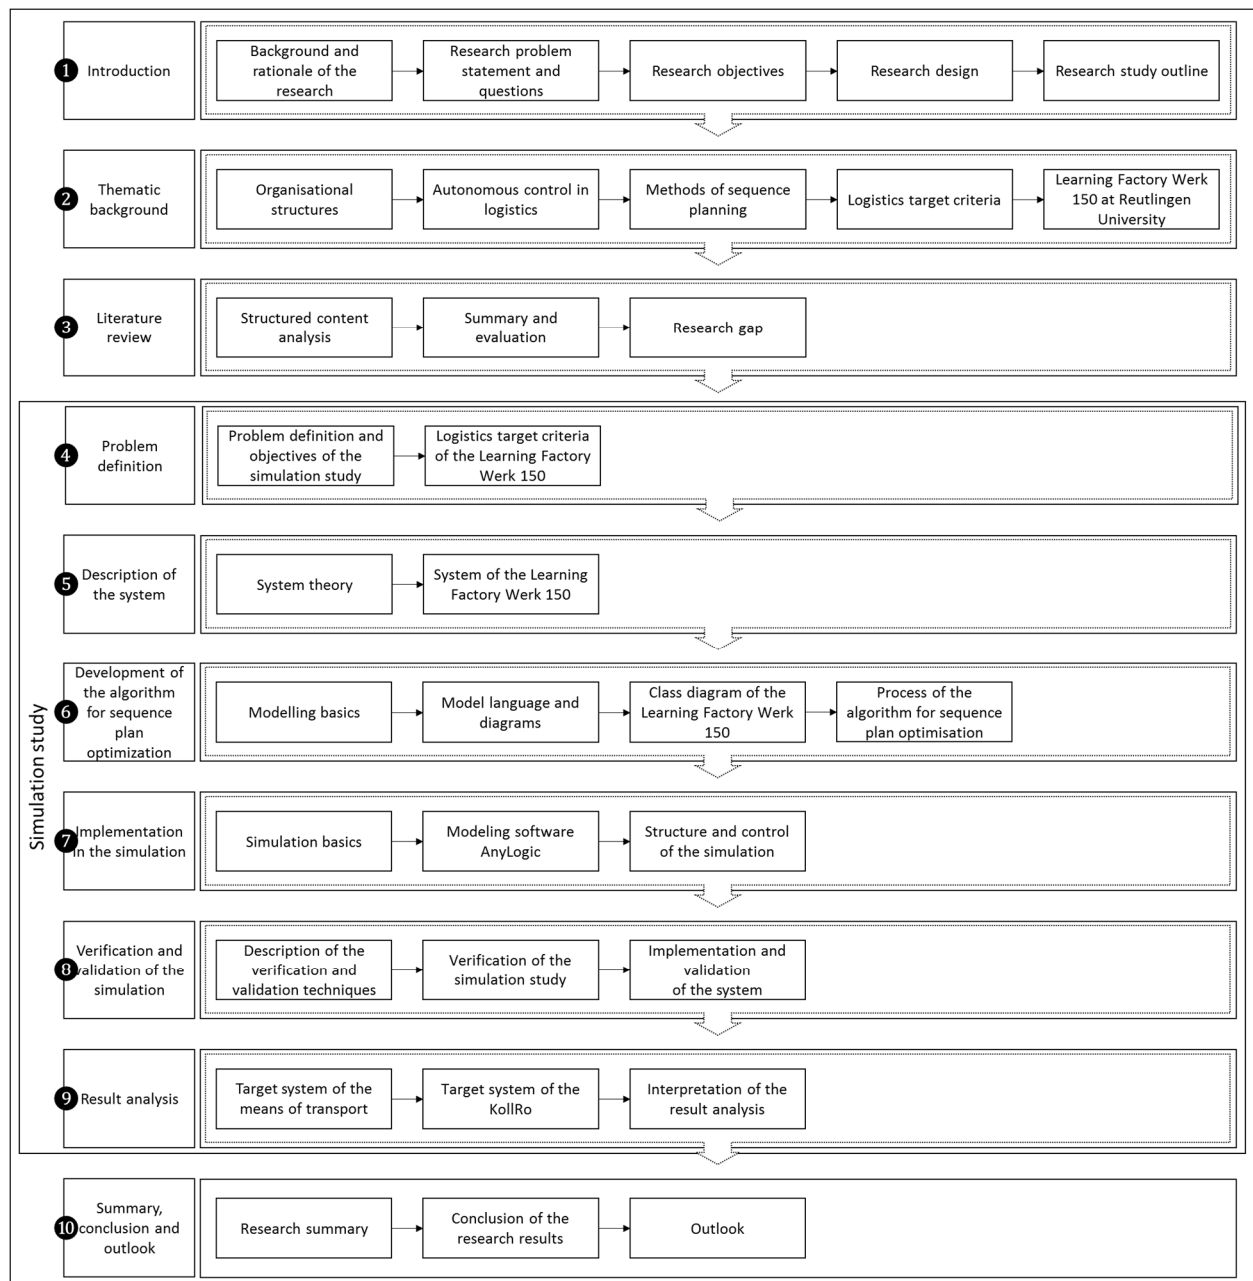 1
Introduction
Background and
rationale of the
research
Research problem
statement and
questions
Research objectives
Research design
Research study outline
2
Thematic
background
Organisational
structures
Autonomous control in
logistics
Methods of sequence
planning
Logistics target criteria
Learning Factory Werk
150 at Reutlingen
University
3
Literature
review
Structured content
analysis
Summary and
evaluation
Research gap
Simulation study
4
Problem
definition
Problem definition and
objectives of the
simulation study
Logistics target criteria
of the Learning Factory
Werk 150
5
Description of
the system
System theory
System of the Learning
Factory Werk 150
6
Development of
the algorithm
for sequence
plan
optimization
Modelling basics
Model language and
diagrams
Class diagram of the
Learning Factory Werk
150
Process of the
algorithm for sequence
plan optimisation
7
Implementation
in the simulation
Simulation basics
Modeling software
AnyLogic
Structure and control
of the simulation
8
Verification and
validation of the
simulation
Description of the
verification and
validation techniques
Verification of the
simulation study
Implementation and
validation
of the system
9
Result analysis
Target system of the
means of transport
Target system of the
KollRo
Interpretation of the
result analysis
10
Summary,
conclusion and
outlook
Research summary
Conclusion of the
research results
Outlook